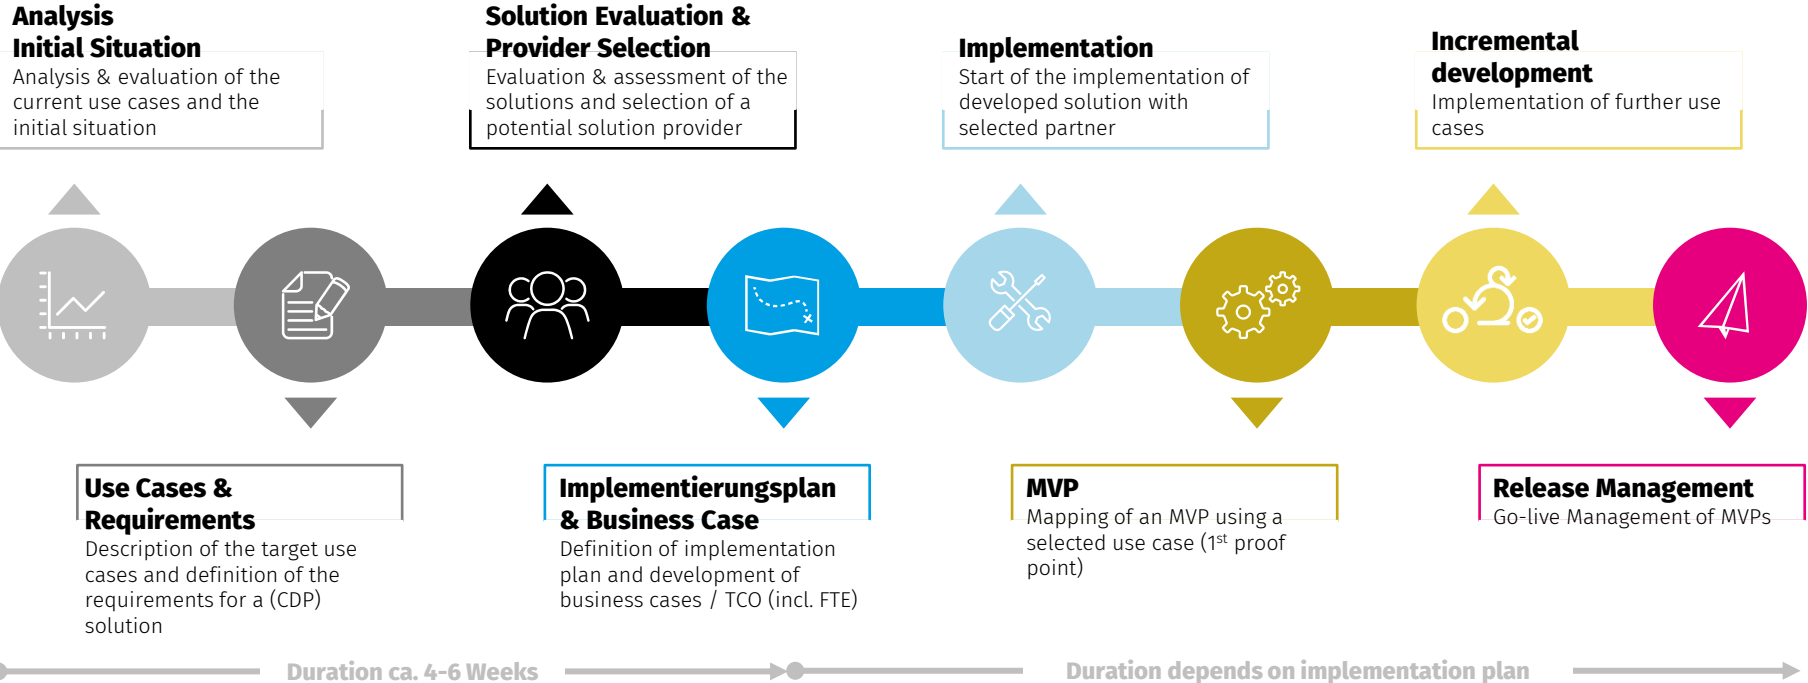 Analysis
Initial Situation
Analysis & evaluation of the
current use cases and the
initial situation
Solution Evaluation &
Provider Selection
Evaluation & assessment of the
solutions and selection of a
potential solution provider
Implementation
Start of the implementation of
developed solution with
selected partner
Incremental
development
Implementation of further use
cases
Use Cases &
Requirements
Description of the target use
cases and definition of the
requirements for a (CDP)
solution
Implementierungsplan
& Business Case
Definition of implementation
plan and development of
business cases / TCO (incl. FTE)
MVP
Mapping of an MVP using a
selected use case (1st proof
point)
Release Management
Go-live Management of MVPs
Duration ca. 4-6 Weeks
Duration depends on implementation plan